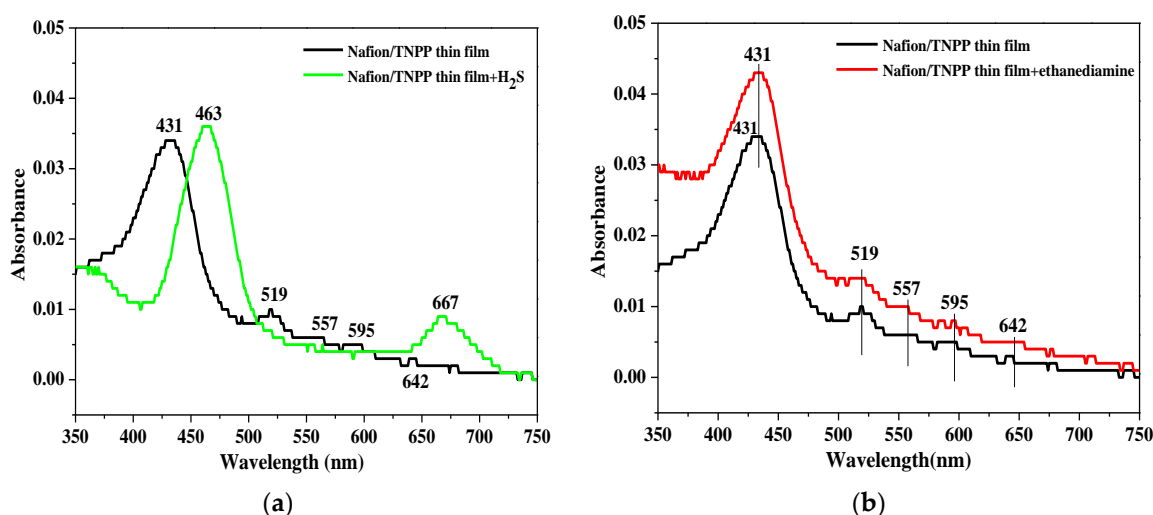 0.05
0.04
0.03
0.02
0.01
0.00
Absorbance
Nafion/TNPP thin film
Nafion/TNPP thin film+H₂S
431
463
519
557
595
642
667
350 400 450 500 550 600 650 700 750
Wavelength (nm)
(a)
0.05
0.04
0.03
0.02
0.01
0.00
Absorbance
Nafion/TNPP thin film
Nafion/TNPP thin film+ethanediamine
431
431
519
557
595
642
350 400 450 500 550 600 650 700 750
Wavelength(nm)
(b)